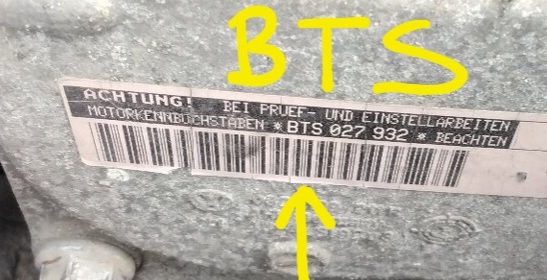 BTS
ACHTUNG! BEI PRUEF- UND EINSTELLARBEITEN
MOTORKENNBUCHSTABEN * BTS 027 932 * BEACHTEN